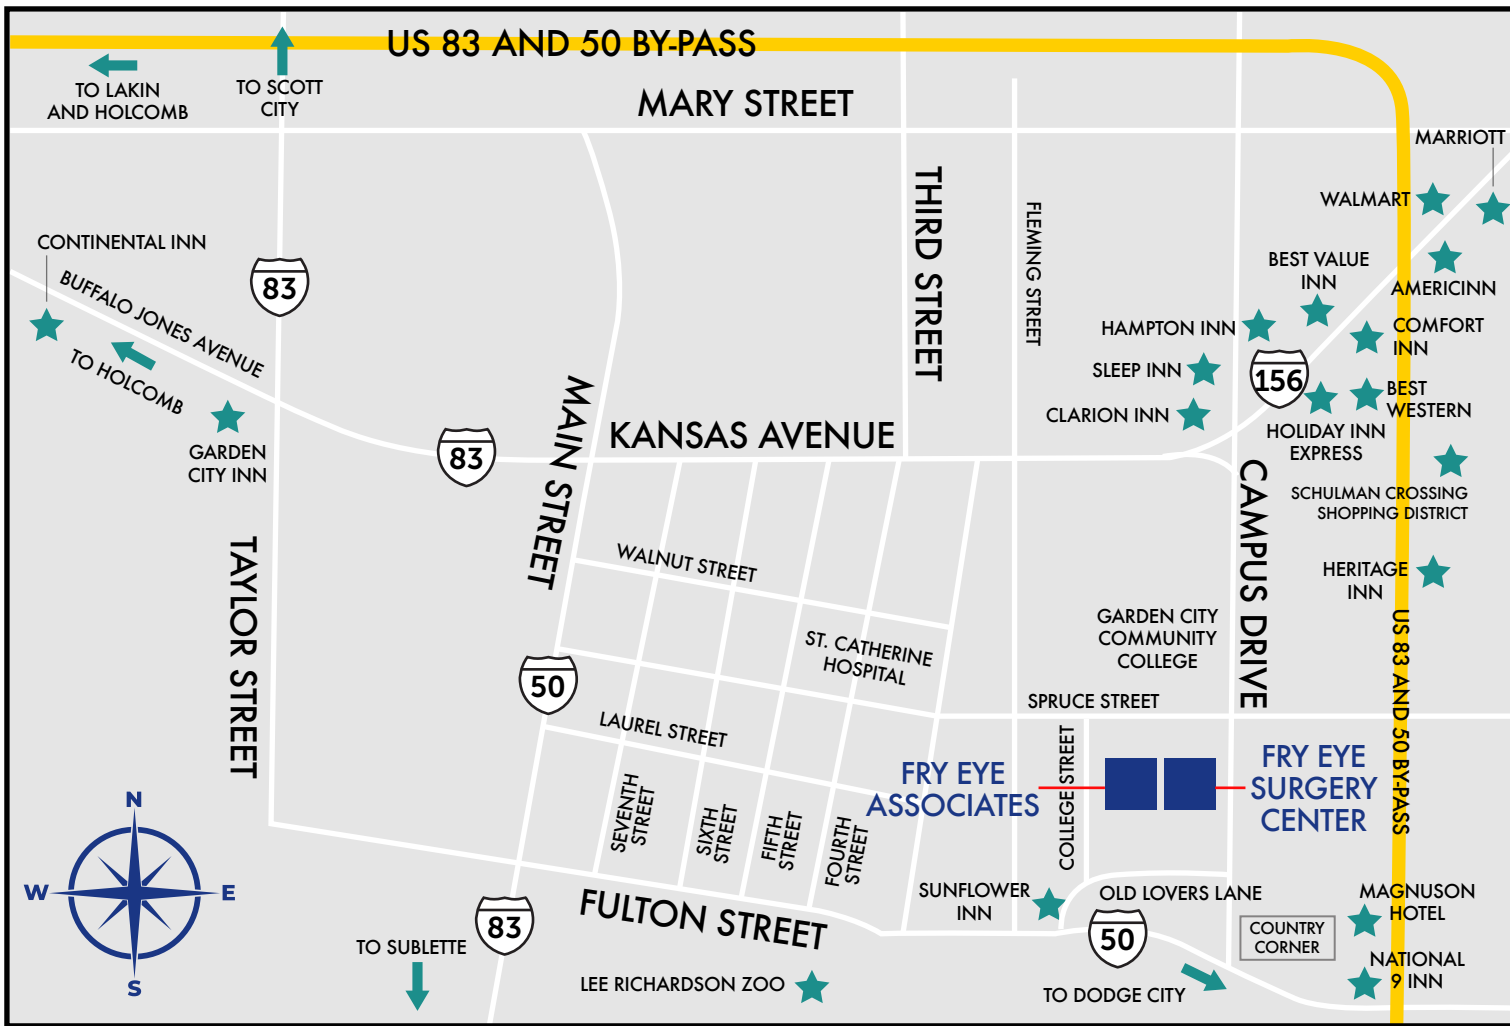 US 83 AND 50 BY-PASS
TO LAKIN
AND HOLCOMB
TO SCOTT
CITY
MARY STREET
MARRIOTT
WALMART
THIRD STREET
FLEMING STREET
CONTINENTAL INN
BUFFALO JONES AVENUE
83
BEST VALUE
INN
AMERICINN
HAMPTON INN
COMFORT
INN
TO HOLCOMB
SLEEP INN
156
BEST
WESTERN
CLARION INN
GARDEN
CITY INN
83
MAIN STREET
KANSAS AVENUE
HOLIDAY INN
EXPRESS
SCHULMAN CROSSING
SHOPPING DISTRICT
CAMPUS DRIVE
TAYLOR STREET
WALNUT STREET
HERITAGE
INN
US 83 AND 50 BY-PASS
GARDEN CITY
COMMUNITY
COLLEGE
ST. CATHERINE
HOSPITAL
50
SPRUCE STREET
LAUREL STREET
COLLEGE STREET
FRY EYE
ASSOCIATES
FRY EYE
SURGERY
CENTER
SEVENTH
STREET
SIXTH
STREET
FIFTH
STREET
FOURTH
STREET
N
W
E
S
SUNFLOWER
INN
OLD LOVERS LANE
MAGNUSON
HOTEL
FULTON STREET
83
50
COUNTRY
CORNER
TO SUBLETTE
LEE RICHARDSON ZOO
TO DODGE CITY
NATIONAL
9 INN